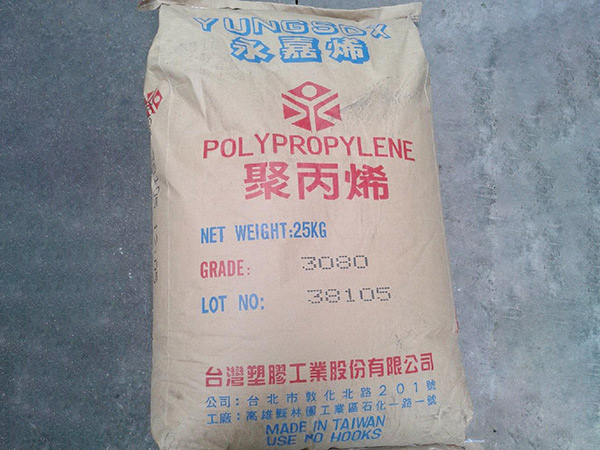 YUNGSOX
永嘉烯
POLYPROPYLENE
聚丙烯
NET WEIGHT:25KG
GRADE: 3080
LOT NO: 38105
台灣塑膠工業股份有限公司
公司：台北市敦化北路201號
工廠：高雄縣林園工業區石化一路一號
MADE IN TAIWAN
USE NO HOOKS